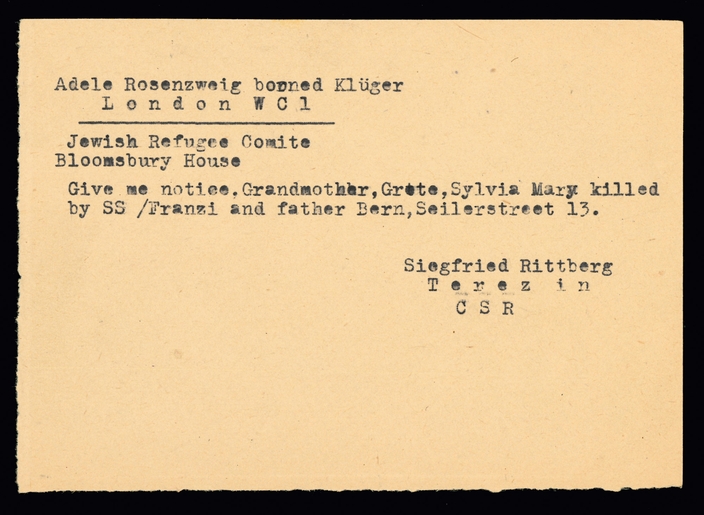 Adele Rosenzweig borned Klüger
London WC1
Jewish Refugee Comite
Bloomsbury House
Give me notice,Grandmother,Grete,Sylvia Mary killed
by SS /Franzi and father Bern,Seilerstreet 13.
Siegfried Rittberg
Terezin
CSR